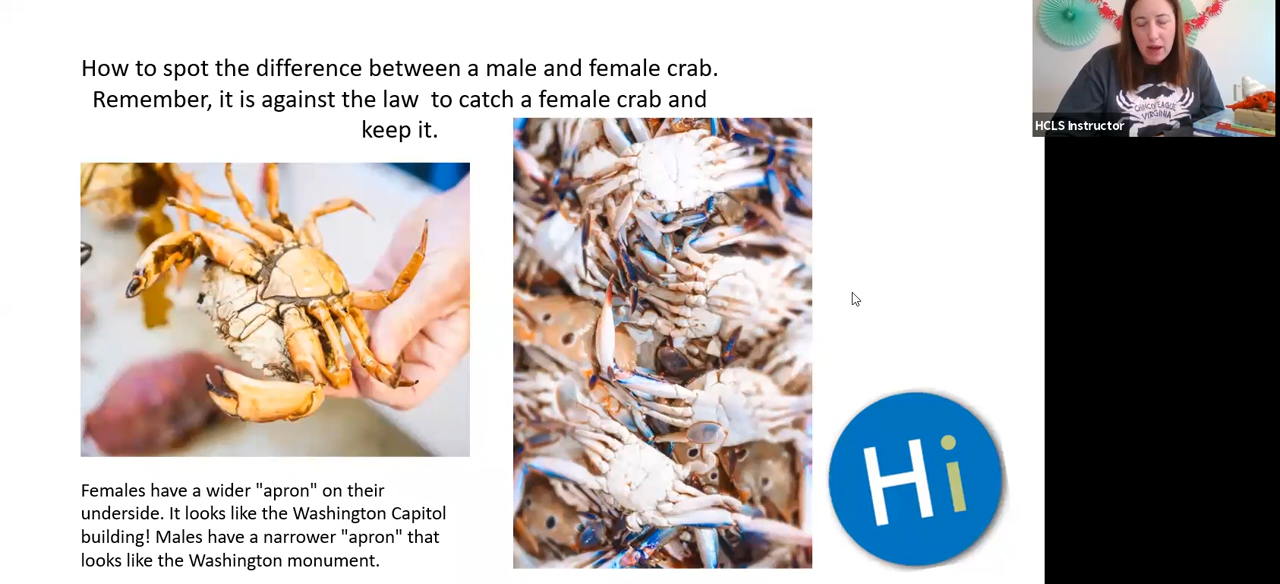 How to spot the difference between a male and female crab.
Remember, it is against the law  to catch a female crab and
keep it.
HCLS Instructor
CHINCOTEAGUE
VIRGINIA
Females have a wider "apron" on their
underside. It looks like the Washington Capitol
building! Males have a narrower "apron" that
looks like the Washington monument.
Hi